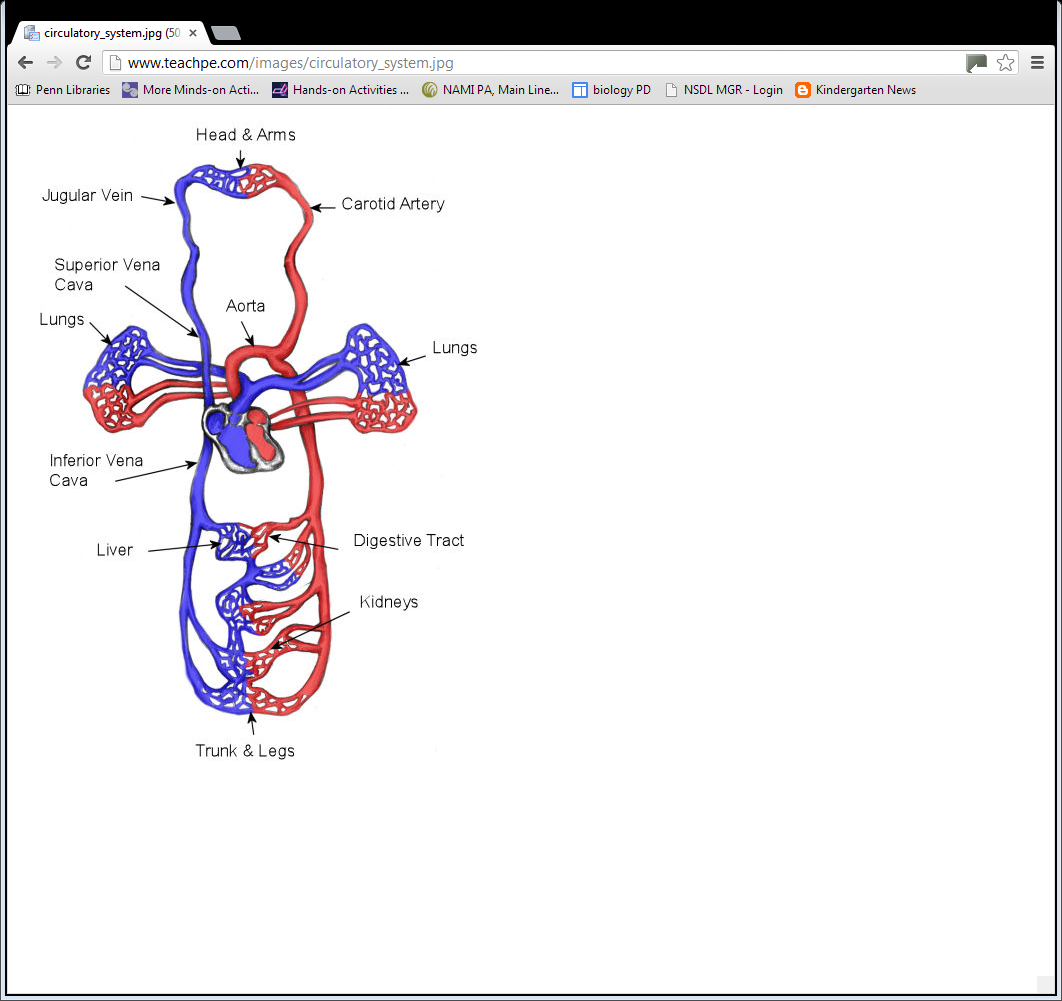 circulatory_system.jpg (50
www.teachpe.com/images/circulatory_system.jpg
Penn Libraries
More Minds-on Acti...
Hands-on Activities ...
NAMI PA, Main Line...
biology PD
NSDL MGR - Login
Kindergarten News
Head & Arms
Jugular Vein
Carotid Artery
Superior Vena
Cava
Aorta
Lungs
Lungs
Inferior Vena
Cava
Liver
Digestive Tract
Kidneys
Trunk & Legs